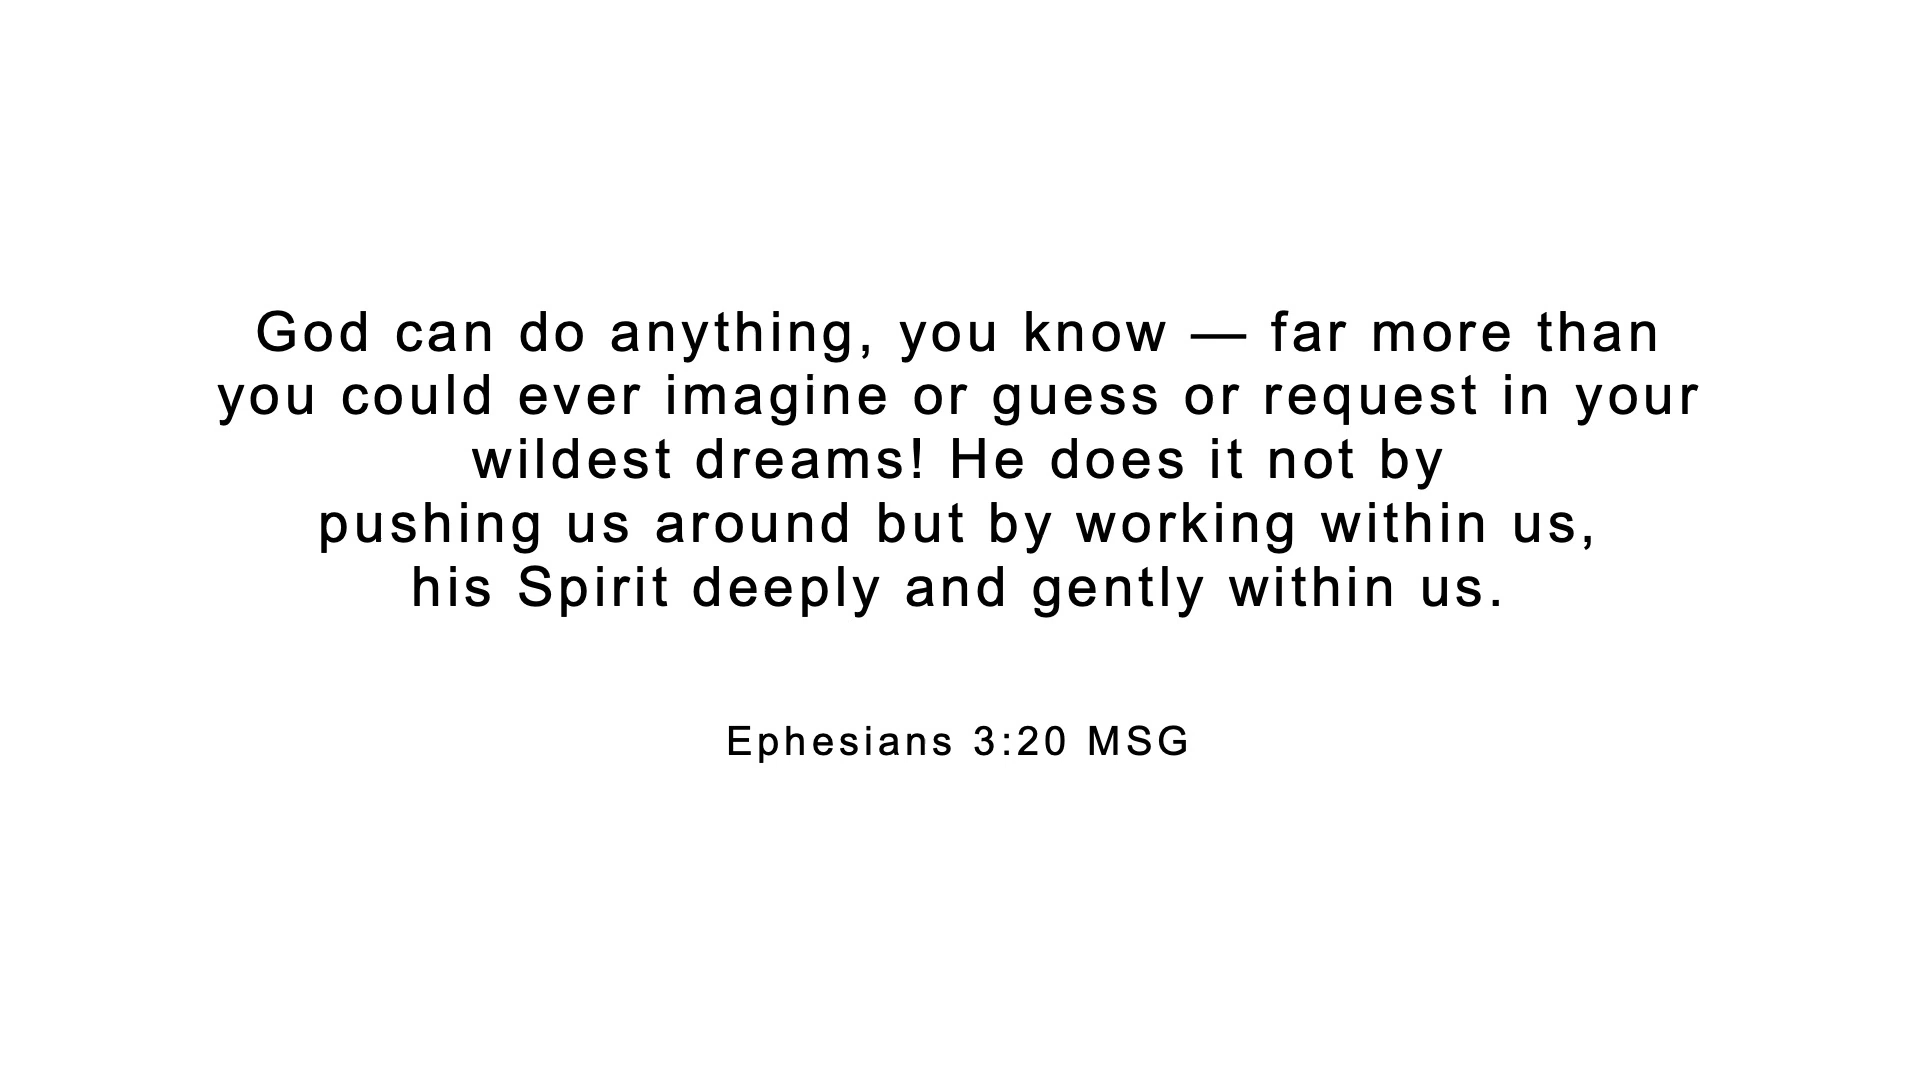 God can do anything, you know — far more than
you could ever imagine or guess or request in your
wildest dreams! He does it not by
pushing us around but by working within us,
his Spirit deeply and gently within us.
Ephesians 3:20 MSG